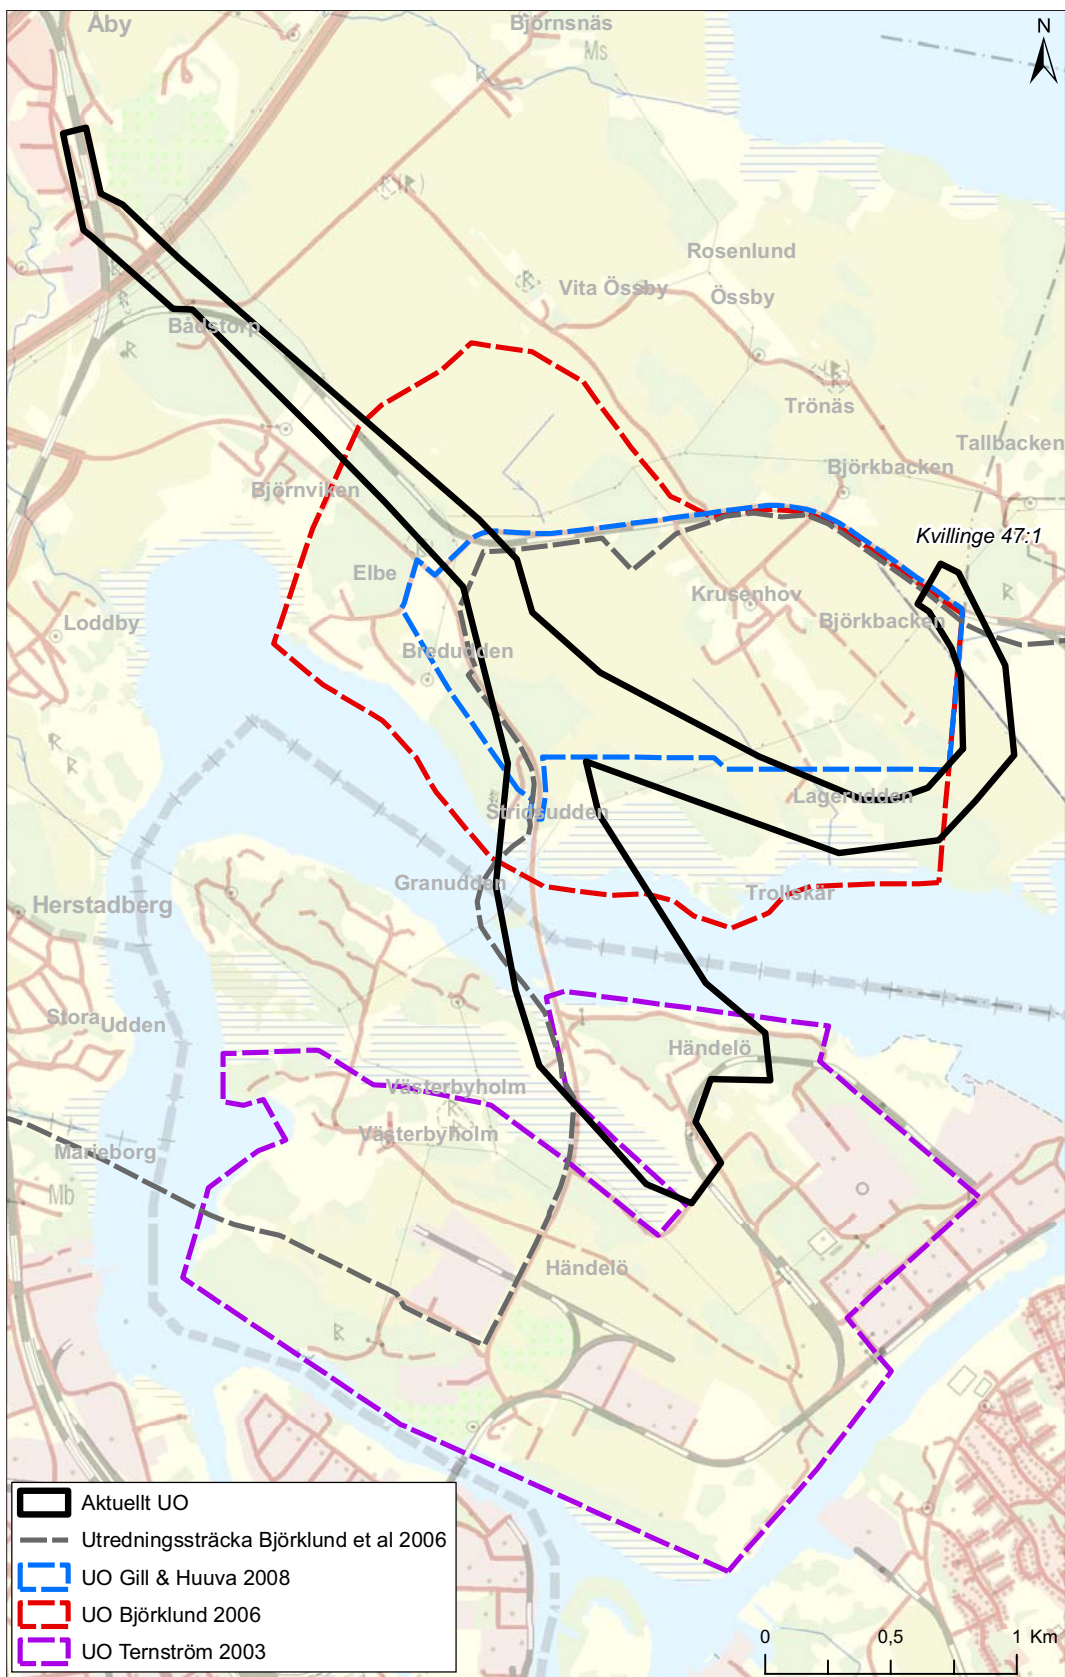 Åby
Björnsnäs
Ms
N
Rosenlund
Vita Össby
Össby
Bådstorp
Trönäs
Tallbacken
Björkbacken
Björnviken
Kvillinge 47:1
Elbe
Krusenhov
Loddby
Björkbacken
Bredudden
Lagerudden
Stridsudden
Granudden
Trollskär
Herstadberg
Stora Udden
Händelö
Västerbyholm
Västerbyholm
Marieborg
Mb
Händelö
Aktuellt UO
Utredningssträcka Björklund et al 2006
UO Gill & Huuva 2008
UO Björklund 2006
UO Ternström 2003
0 0,5 1 Km